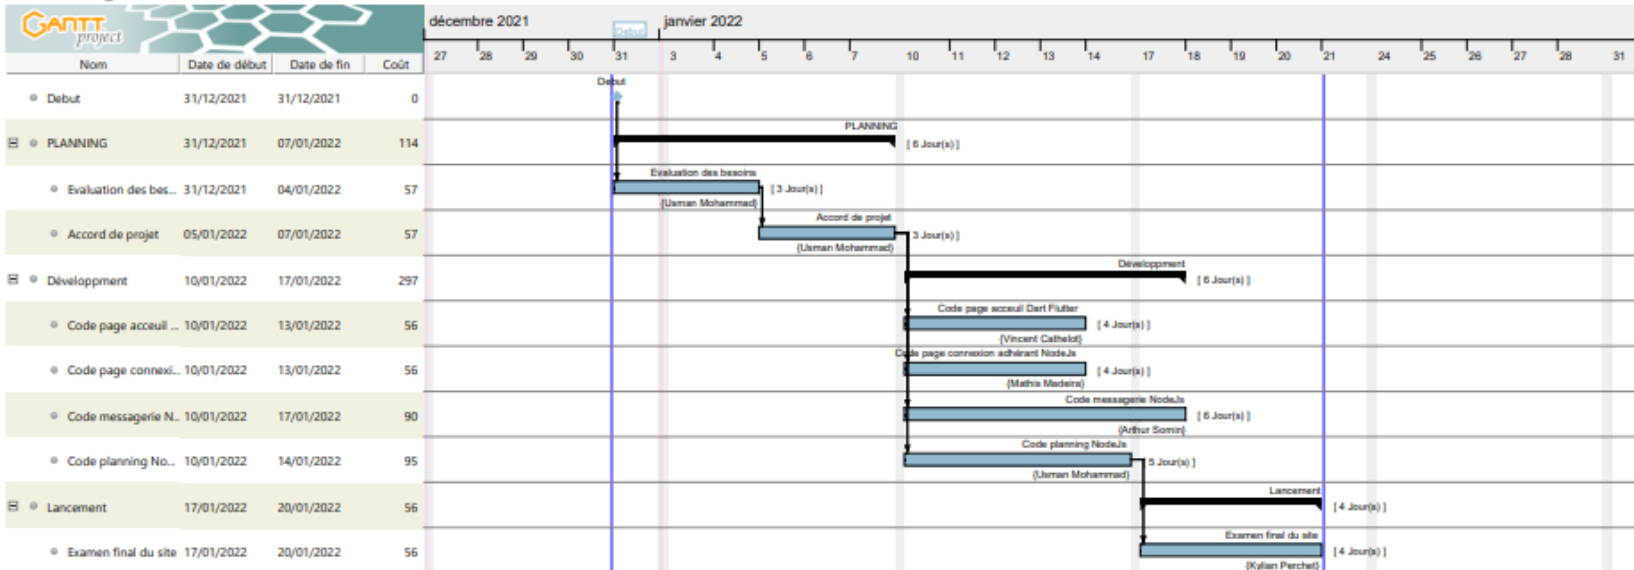 GANTT
project
décembre 2021
janvier 2022
Debut
27 28 29 30 31 3 4 5 6 7 10 11 12 13 14 17 18 19 20 21 24 25 26 27 28 31
Nom Date de début Date de fin Coût
Debut 31/12/2021 31/12/2021 0
Debut
PLANNING 31/12/2021 07/01/2022 114
PLANNING
[ 6 Jour(s) ]
Evaluation des bes... 31/12/2021 04/01/2022 57
Evaluation des besoins
[ 3 Jour(s) ]
{Usman Mohammad}
Accord de projet 05/01/2022 07/01/2022 57
Accord de projet
3 Jour(s) ]
{Usman Mohammad}
Développment 10/01/2022 17/01/2022 297
Développment
[ 6 Jour(s) ]
Code page acceuil ... 10/01/2022 13/01/2022 56
Code page acceuil Dart Flutter
[ 4 Jour(s) ]
{Vincent Cathelot}
Code page connexi... 10/01/2022 13/01/2022 56
Code page connexion adhérant NodeJs
[ 4 Jour(s) ]
{Mathis Madeira}
Code messagerie N... 10/01/2022 17/01/2022 90
Code messagerie NodeJs
[ 6 Jour(s) ]
{Arthur Somin}
Code planning No... 10/01/2022 14/01/2022 95
Code planning NodeJs
5 Jour(s) ]
{Usman Mohammad}
Lancement 17/01/2022 20/01/2022 56
Lancement
[ 4 Jour(s) ]
Examen final du site 17/01/2022 20/01/2022 56
Examen final du site
[ 4 Jour(s) ]
{Kylian Perchet}